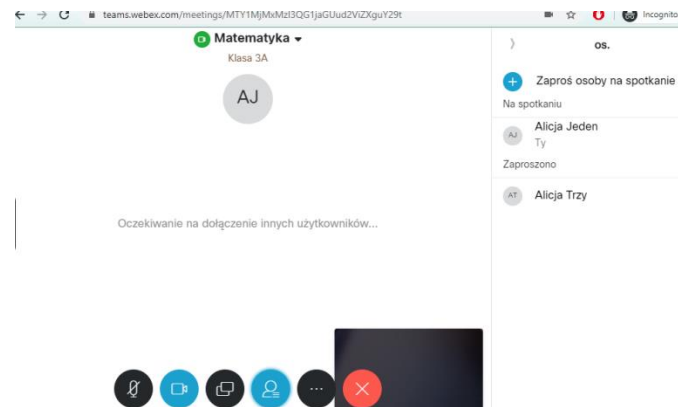 teams.webex.com/meetings/MTY1MjMxMzI3QG1jaGUud2ViZXguY29t
Incognito
Matematyka
Klasa 3A
AJ
Oczekiwanie na dołączenie innych użytkowników...
os.
Zaproś osoby na spotkanie
Na spotkaniu
AJ
Alicja Jeden
Ty
Zaproszono
AT
Alicja Trzy